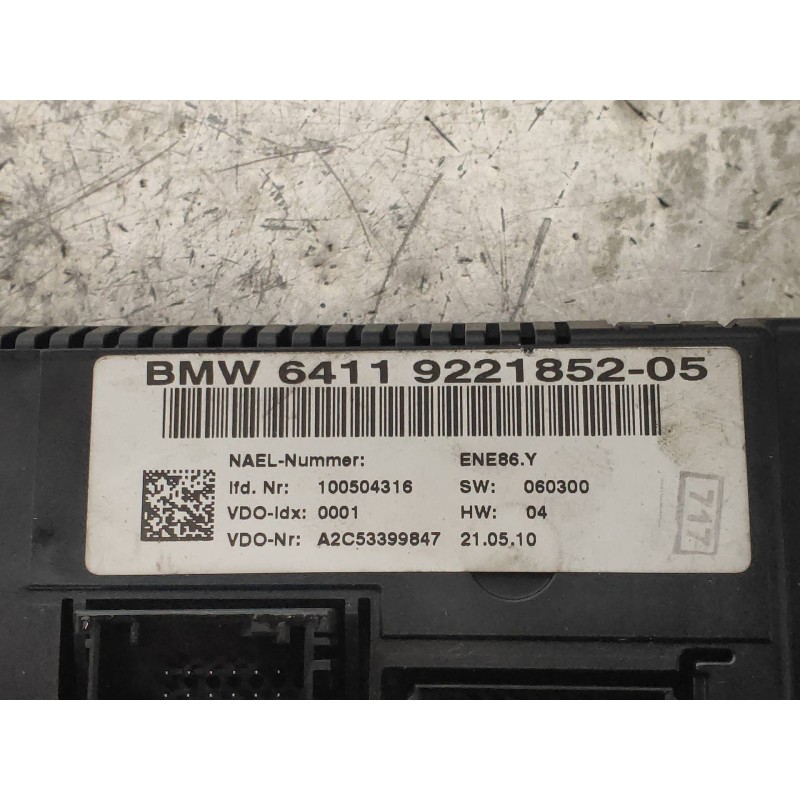 BMW 6411 9221852-05
NAEL-Nummer: ENE86.Y
lfd. Nr: 100504316 SW: 060300
VDO-Idx: 0001 HW: 04
VDO-Nr: A2C53399847 21.05.10
717